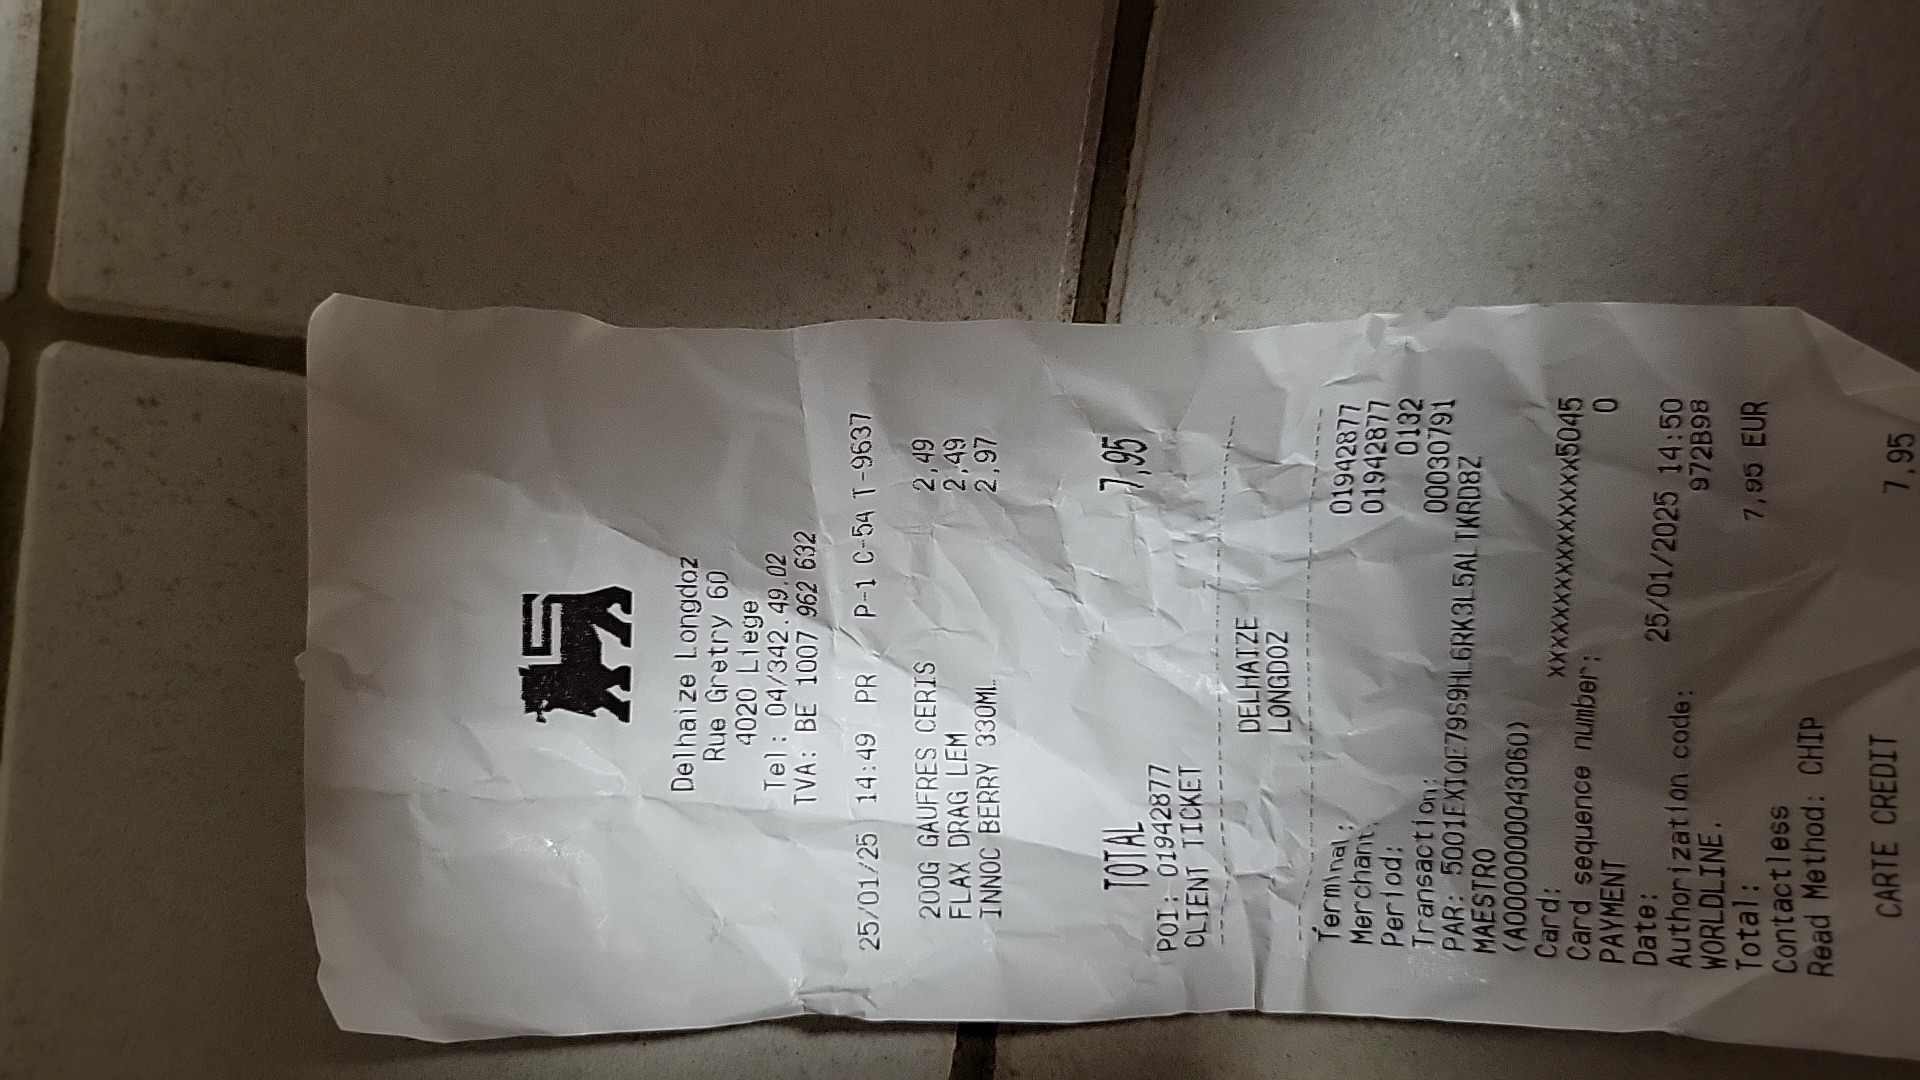 Delhaize Longdoz
Rue Gretry 60
4020 Liege
Tel: 04/342.49.02
TVA: BE 1007 962 632
25/01/25 14:49 PR P-1 C-54 T-9637
200G GAUFRES CERIS 2,49
FLAX DRAG LEM 2,49
INNOC BERRY 330ML 2,97
TOTAL 7,95
POI: 01942877
CLIENT TICKET
DELHAIZE
LONGDOZ
Terminal: 01942877
Merchant: 01942877
Period: 0132
Transaction: 00030791
PAR:
MAESTRO
(A0000000043060)
Card: xxxxxxxxxxxxxxx5045
Card sequence number: 0
PAYMENT
Date: 25/01/2025 14:50
Authorization code: 972B98
WORLDLINE.
Total: 7,95 EUR
Contactless
Read Method: CHIP
CARTE CREDIT 7,95